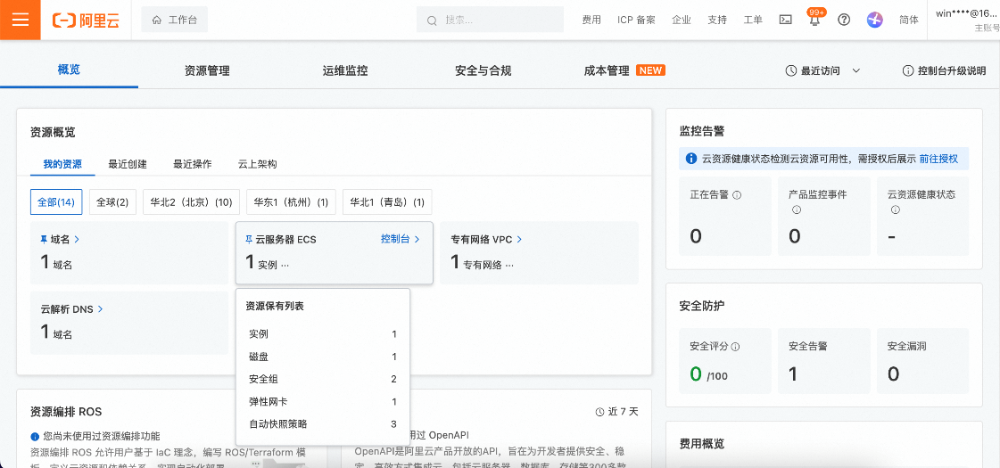 阿里云
工作台
搜索...
费用
ICP 备案
企业
支持
工单
99+
简体
win****@16...
主账号
概览
资源管理
运维监控
安全与合规
成本管理 NEW
最近访问
控制台升级说明
资源概览
我的资源
最近创建
最近操作
云上架构
全部(14)
全球(2)
华北2（北京）(10)
华东1（杭州）(1)
华北1（青岛）(1)
域名
1 域名
云服务器 ECS
控制台
1 实例 ...
专有网络 VPC
1 专有网络 ...
云解析 DNS
1 域名
资源保有列表
实例 1
磁盘 1
安全组 2
弹性网卡 1
自动快照策略 3
资源编排 ROS
您尚未使用过资源编排功能
资源编排 ROS 允许用户基于 IaC 理念，编写 ROS/Terraform 模
近 7 天
用过 OpenAPI
OpenAPI是阿里云产品开放的API，旨在为开发者提供安全、稳
监控告警
云资源健康状态检测云资源可用性，需授权后展示 前往授权
正在告警
0
产品监控事件
0
云资源健康状态
-
安全防护
安全评分
0 /100
安全告警
1
安全漏洞
0
费用概览